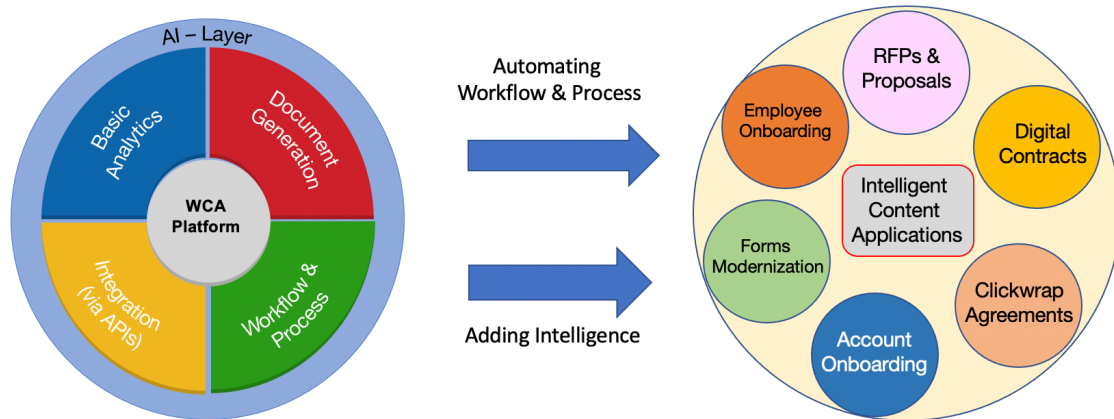 AI – Layer
Basic
Analytics
Document
Generation
WCA
Platform
Integration
(via APIs)
Workflow &
Process
Automating
Workflow & Process
Adding Intelligence
RFPs &
Proposals
Employee
Onboarding
Digital
Contracts
Intelligent
Content
Applications
Forms
Modernization
Clickwrap
Agreements
Account
Onboarding